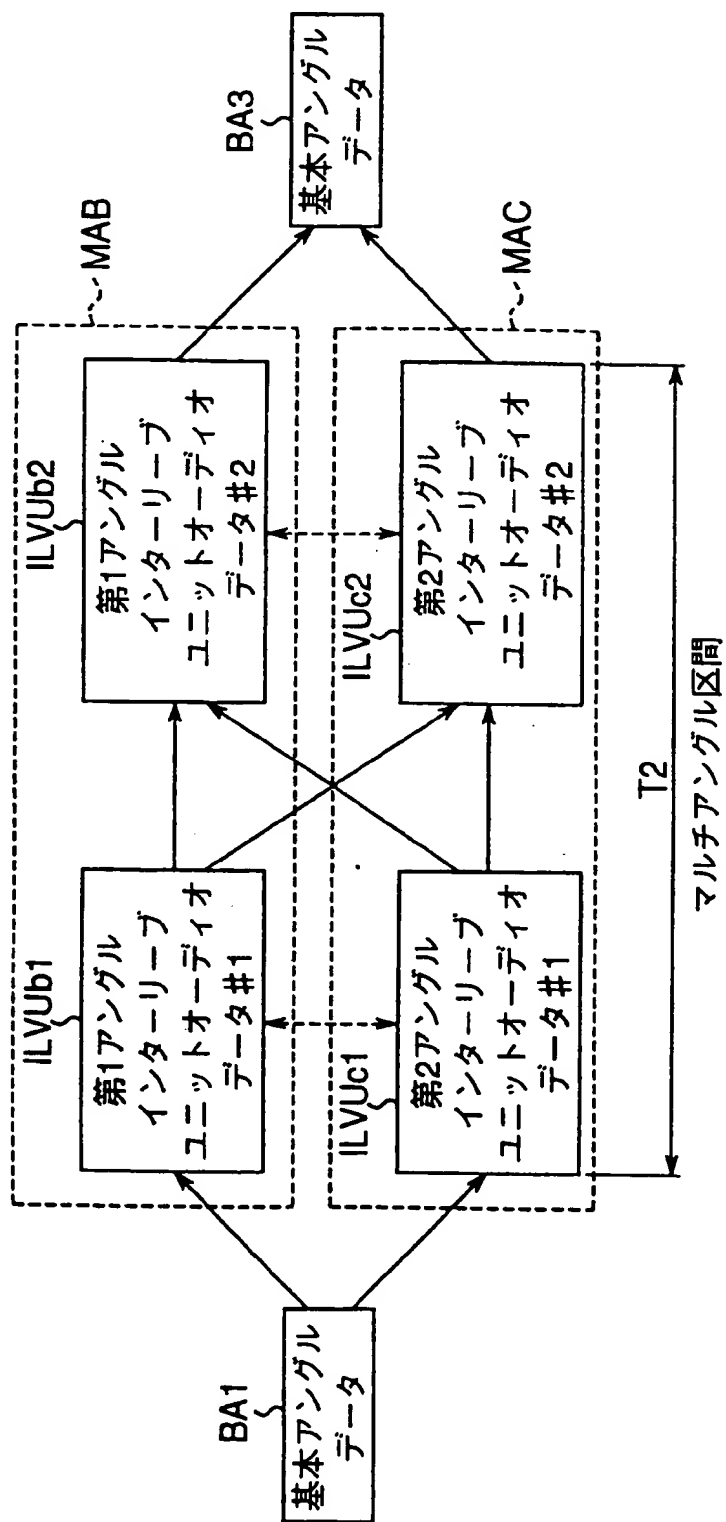 BA1
基本アングル
データ
MAB
ILVUb1
第1アングル
インターリーブ
ユニットオーディオ
データ#1
ILVUb2
第1アングル
インターリーブ
ユニットオーディオ
データ#2
ILVUc1
第2アングル
インターリーブ
ユニットオーディオ
データ#1
ILVUc2
第2アングル
インターリーブ
ユニットオーディオ
データ#2
MAC
BA3
基本アングル
データ
T2
マルチアングル区間